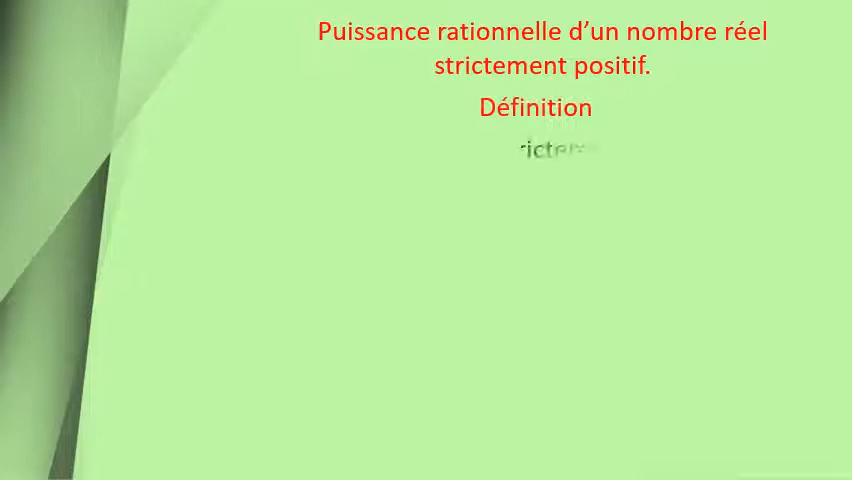 Puissance rationnelle d’un nombre réel
strictement positif.
Définition